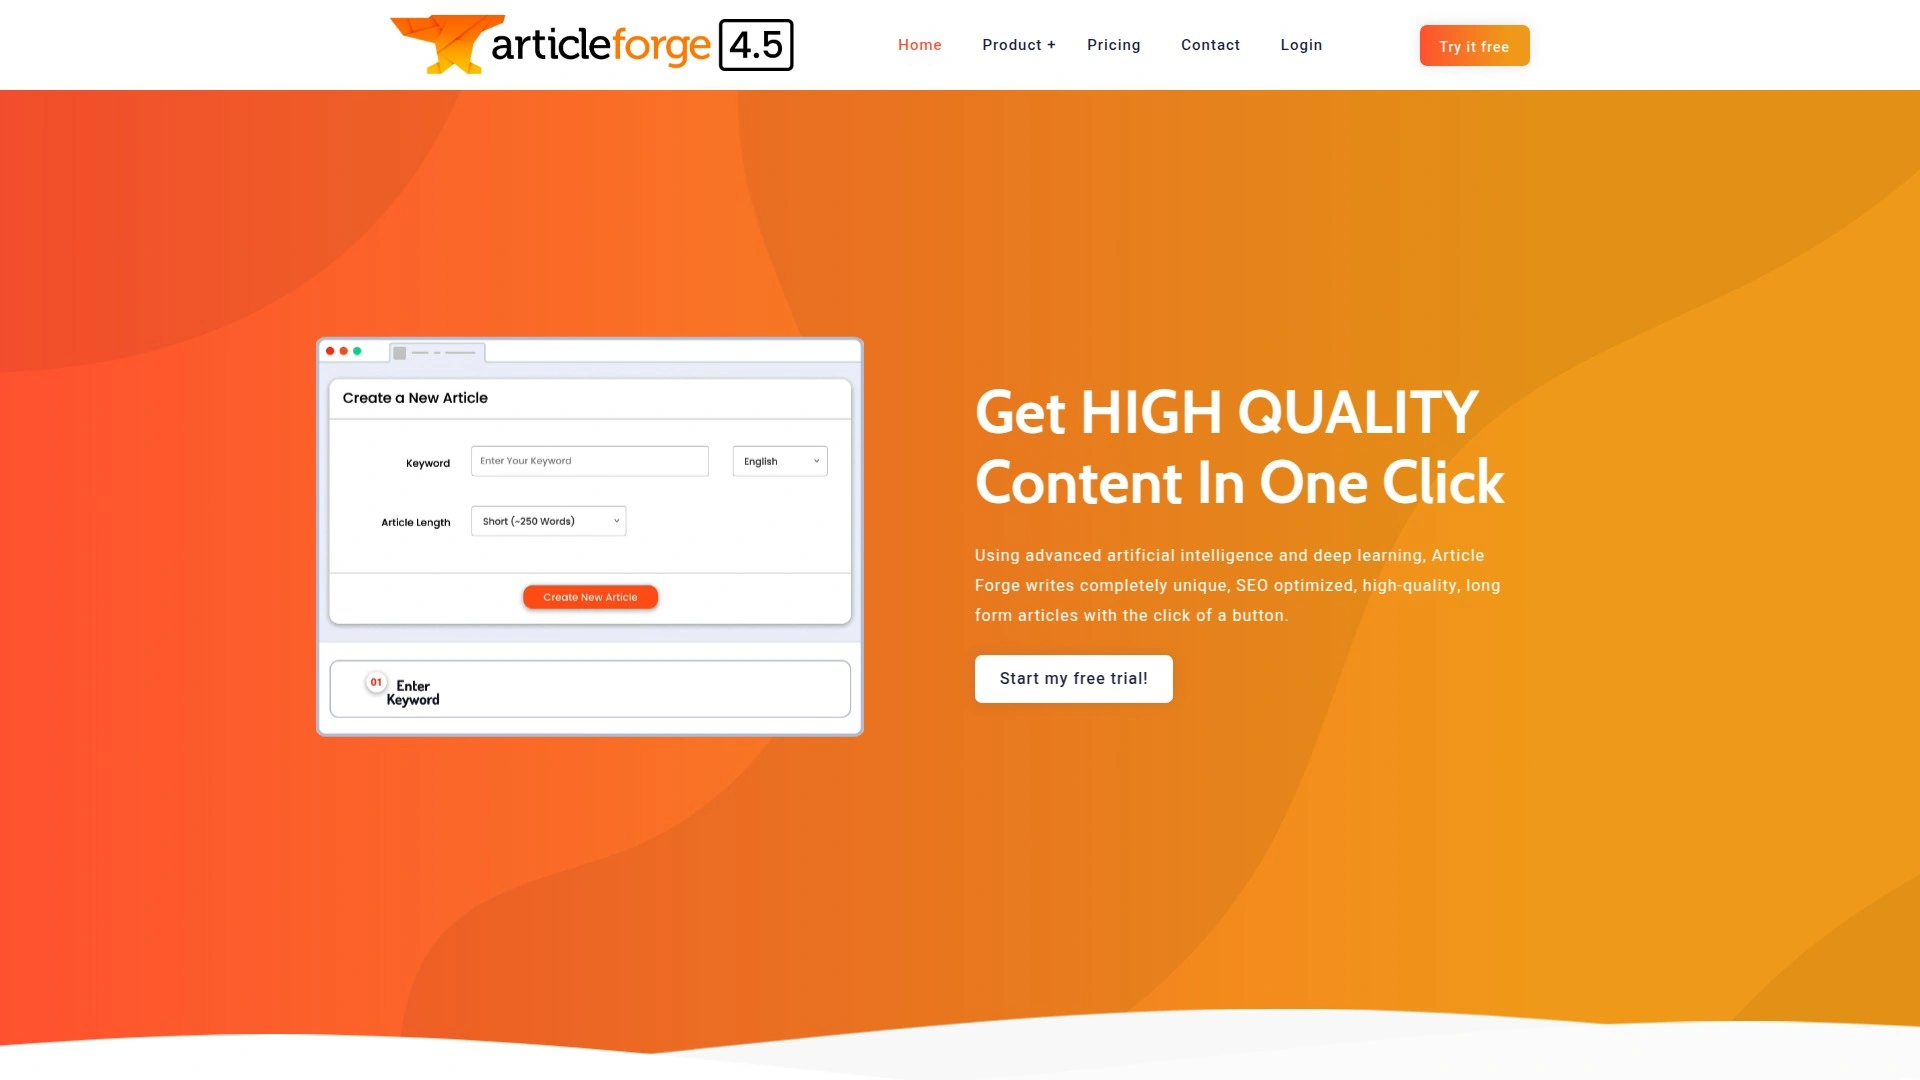 articleforge 4.5
Home
Product +
Pricing
Contact
Login
Try it free
Create a New Article
Keyword
Enter Your Keyword
English
Article Length
Short (~250 Words)
Create New Article
01
Enter
Keyword
Get HIGH QUALITY
Content In One Click
Using advanced artificial intelligence and deep learning, Article
Forge writes completely unique, SEO optimized, high-quality, long
form articles with the click of a button.
Start my free trial!